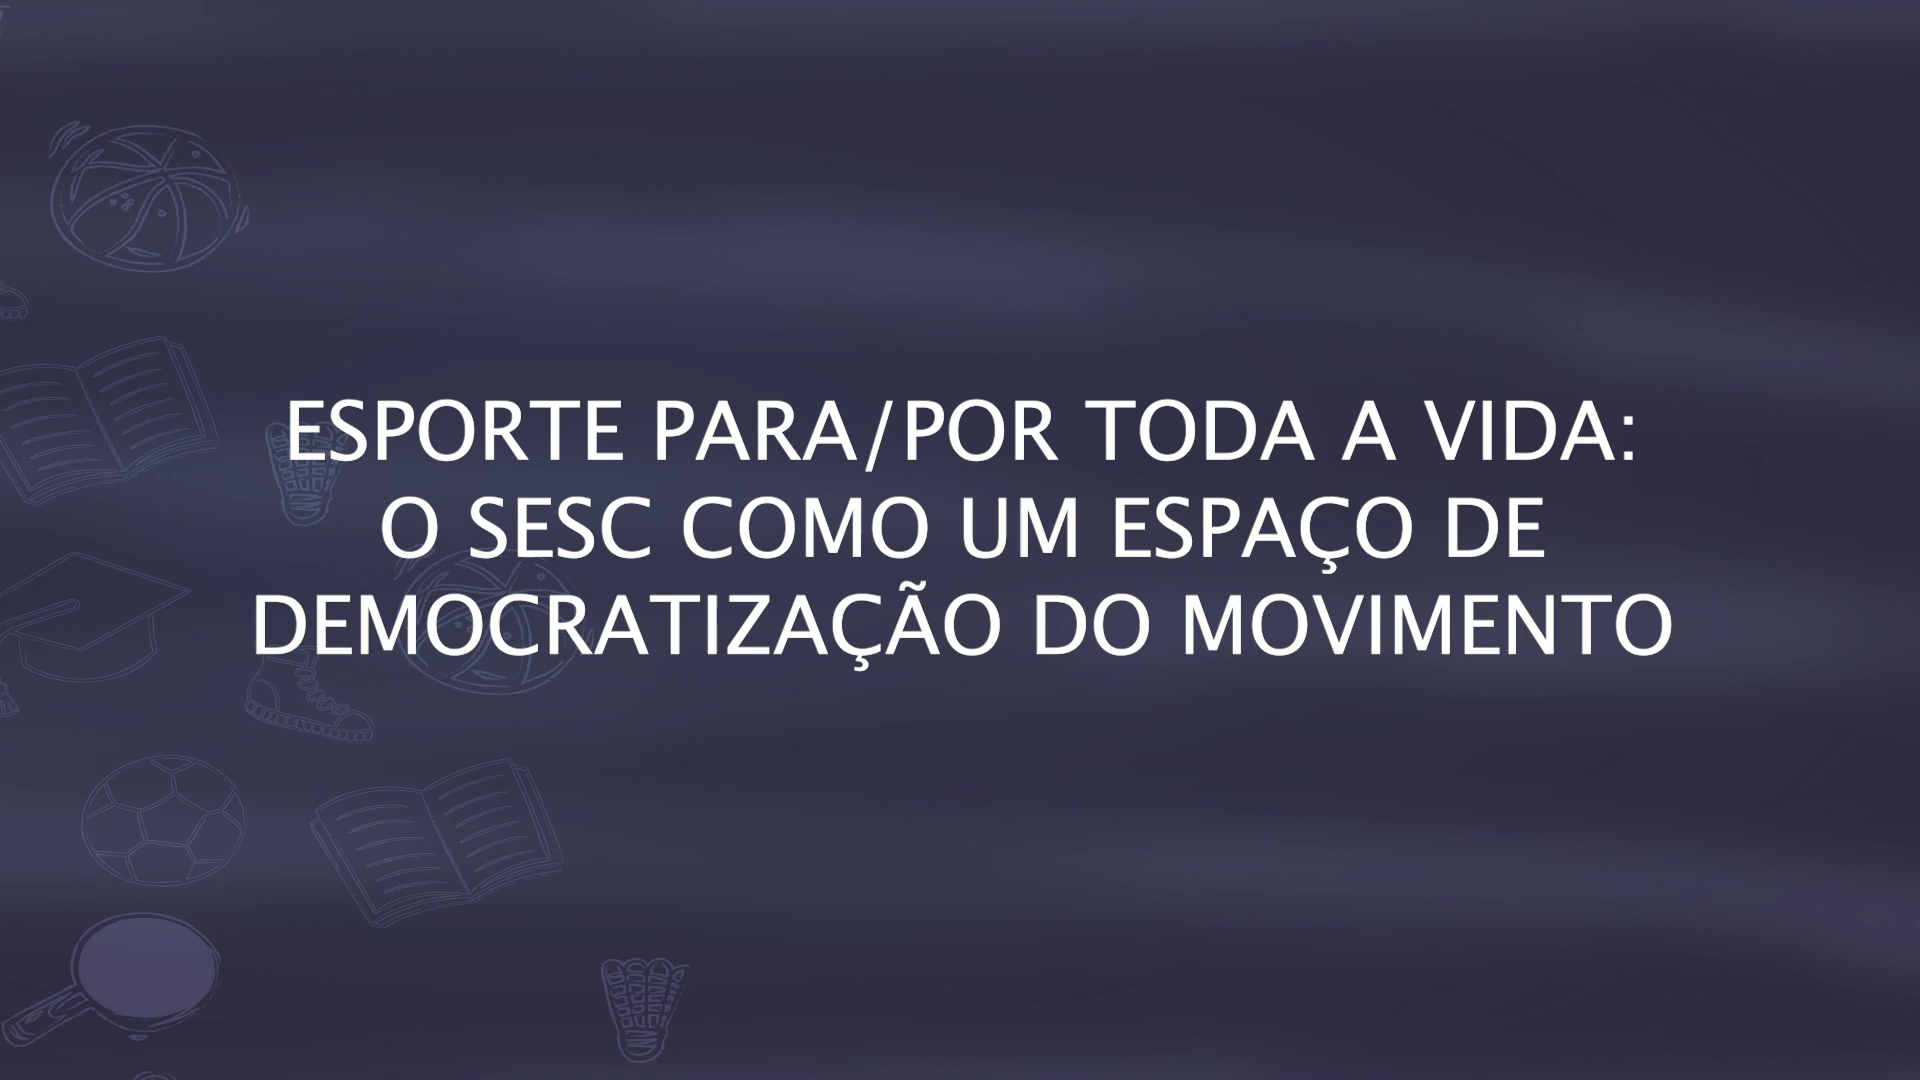 ESPORTE PARA/POR TODA A VIDA:
O SESC COMO UM ESPAÇO DE
DEMOCRATIZAÇÃO DO MOVIMENTO